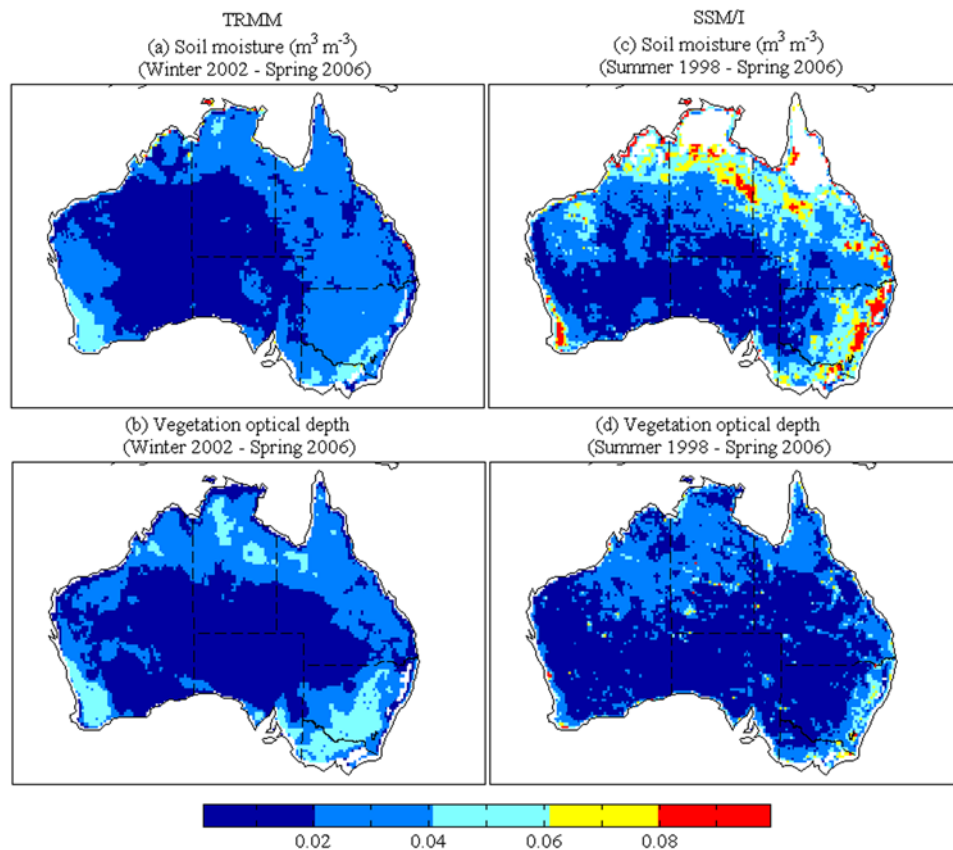 TRMM
(a) Soil moisture (m³ m⁻³)
(Winter 2002 - Spring 2006)
SSM/I
(c) Soil moisture (m³ m⁻³)
(Summer 1998 - Spring 2006)
(b) Vegetation optical depth
(Winter 2002 - Spring 2006)
(d) Vegetation optical depth
(Summer 1998 - Spring 2006)
0.02 0.04 0.06 0.08